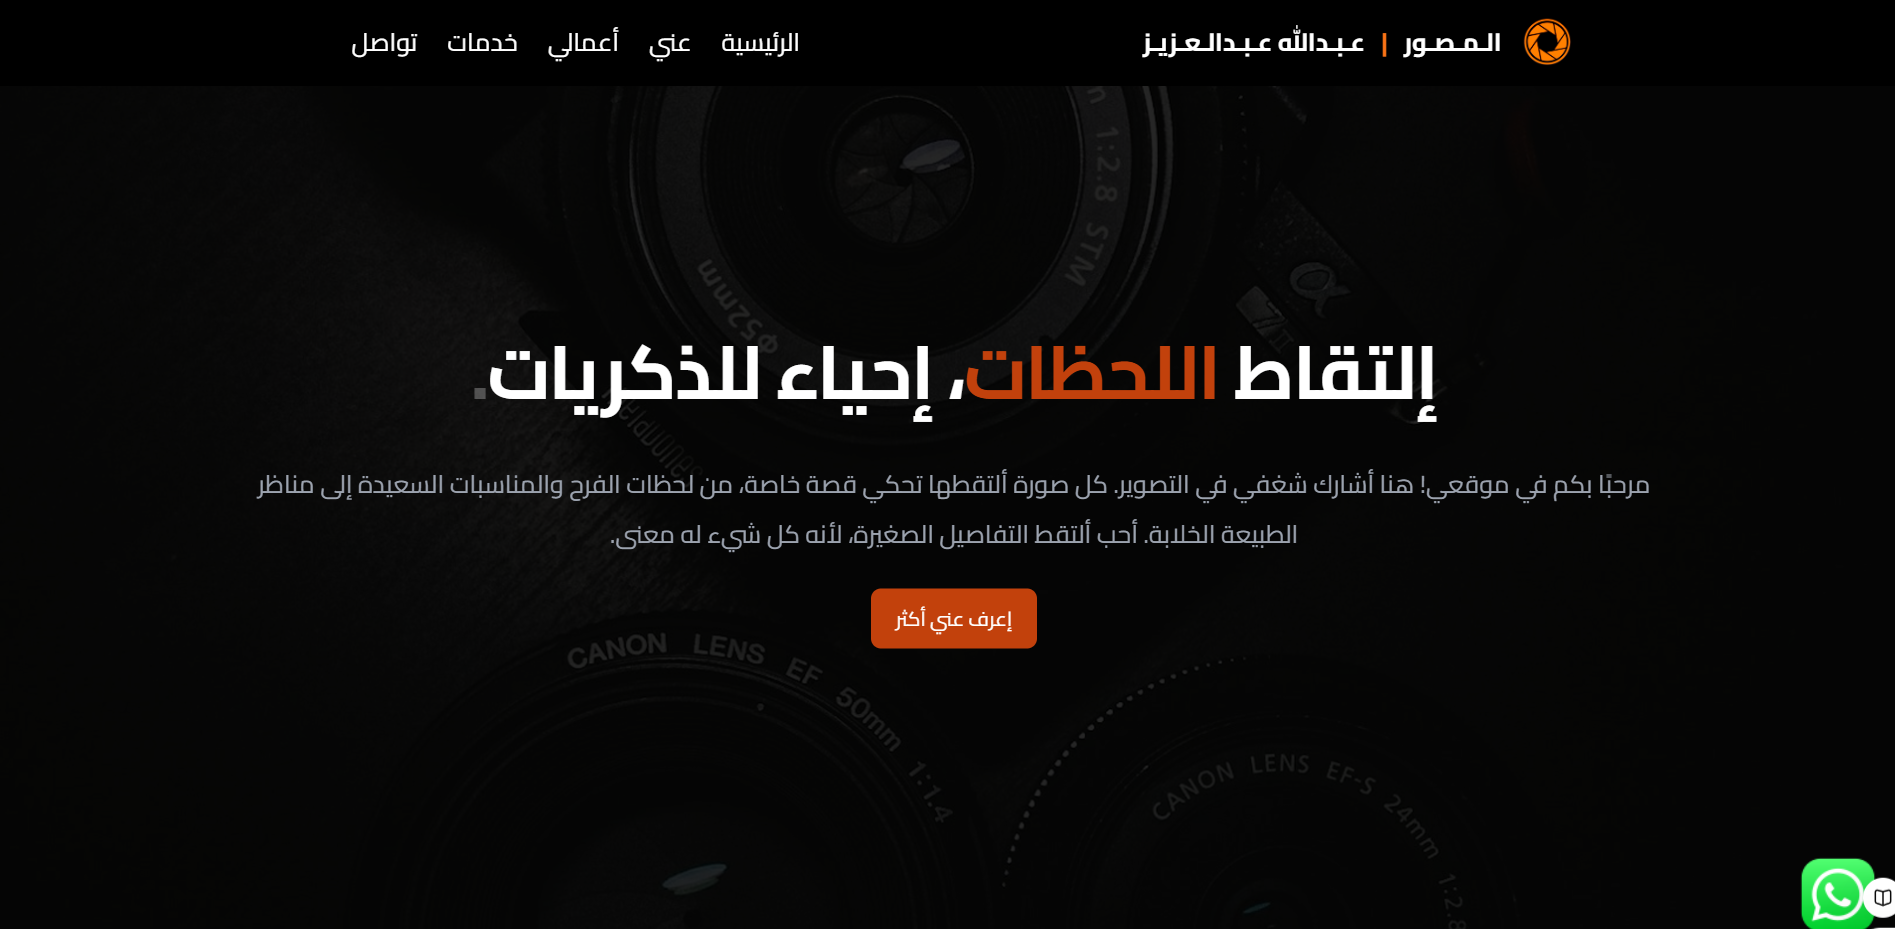 الـمـصـور | عـبـدالله عـبـدالـعـزيـز
الرئيسية
عني
أعمالي
خدمات
تواصل
إلتقاط اللحظات، إحياء للذكريات.
مرحبًا بكم في موقعي! هنا أشارك شغفي في التصوير. كل صورة ألتقطها تحكي قصة خاصة، من لحظات الفرح والمناسبات السعيدة إلى مناظر
الطبيعة الخلابة. أحب ألتقط التفاصيل الصغيرة، لأنه كل شيء له معنى.
إعرف عني أكثر
1:2.8 STM
φ52mm
CANON LENS EF 50mm 1:1.4
CANON LENS EF-S 24mm 1:2.8